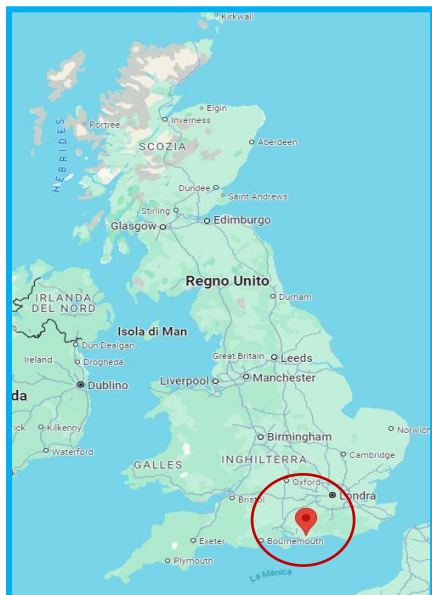 Kirkwall
Elgin
Portree
Inverness
SCOZIA
HEBRIDES
Aberdeen
Dundee
Saint Andrews
Stirling
Glasgow
Edimburgo
Regno Unito
IRLANDA
DEL NORD
Durham
Isola di Man
Dun Dealgan
Great Britain
Leeds
Ireland
Drogheda
Dublino
Liverpool
Manchester
da
rick
Kilkenny
Norwich
Birmingham
Waterford
Cambridge
GALLES
INGHILTERRA
Oxford
Bristol
Londra
Exeter
Bournemouth
Plymouth
La Manica